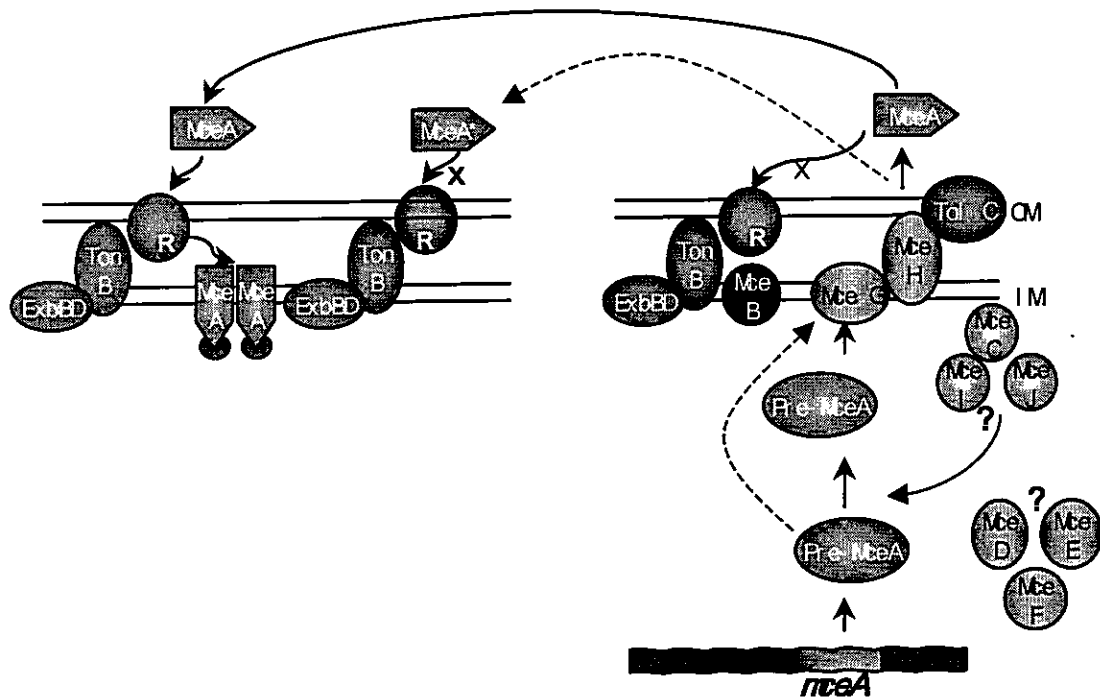 MceA
MceA*
MceA
Tol C OM
R
R
R
Ton
B
Ton
B
Ton
B
Mce
H
Mce
A
Mce
A
ExbBD
ExbBD
ExbBD
Mce
B
Mce G
IM
Mce
C
Mce
I
Mce
J
?
Pre-MceA
?
Mce
D
Mce
E
Pre-MceA
Mce
F
mceA
X
X